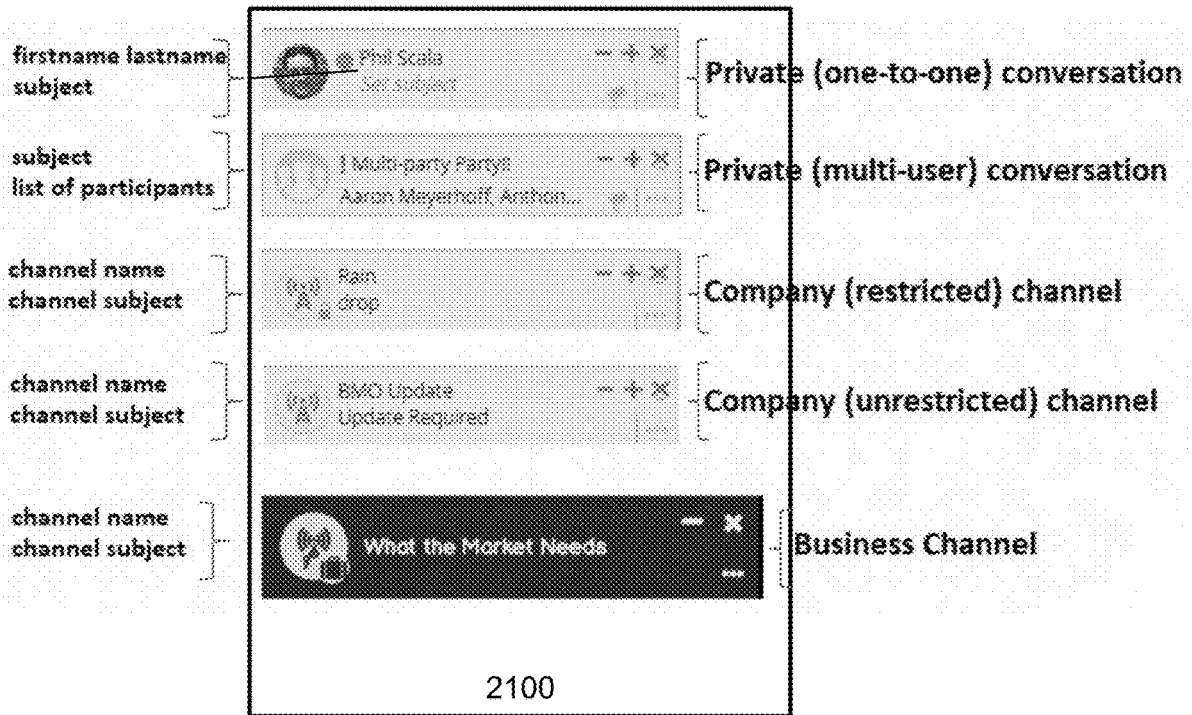 firstname lastname
subject
Phil Scala
Set subject
Private (one-to-one) conversation
subject
list of participants
Multi-party Party!!
Aaron Meyerhoff, Anthon...
Private (multi-user) conversation
channel name
channel subject
Rain
drop
Company (restricted) channel
channel name
channel subject
BMO Update
Update Required
Company (unrestricted) channel
channel name
channel subject
What the Market Needs
Business Channel
2100